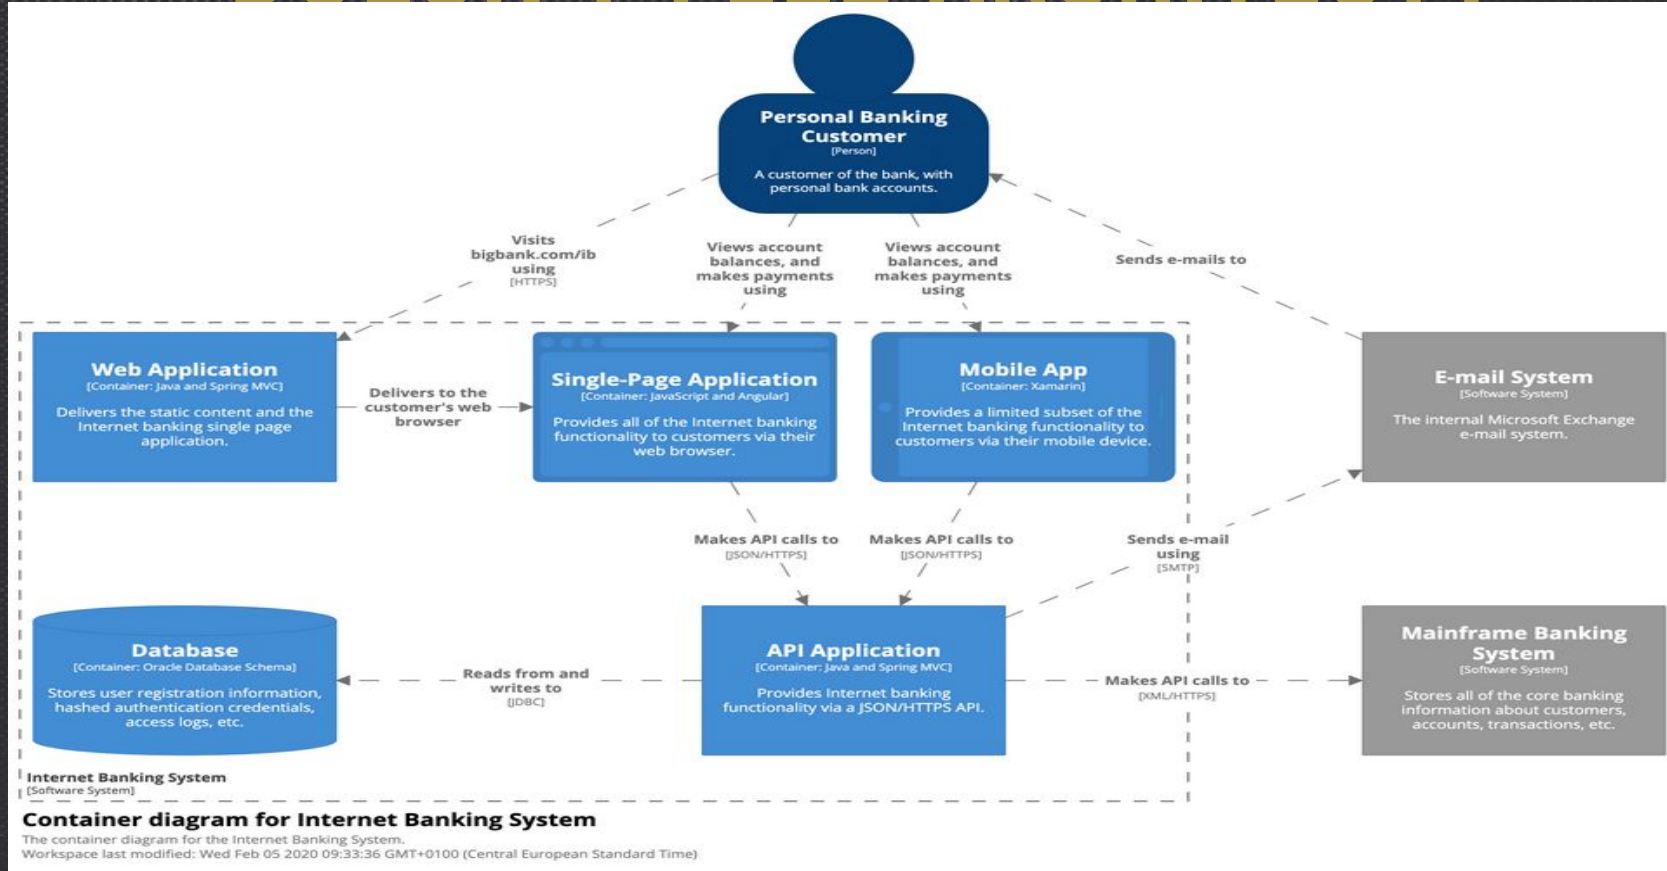 Personal Banking
Customer
[Person]
A customer of the bank, with
personal bank accounts.
Visits
bigbank.com/ib
using
[HTTPS]
Views account
balances, and
makes payments
using
Views account
balances, and
makes payments
using
Sends e-mails to
Web Application
[Container: Java and Spring MVC]
Delivers the static content and the
Internet banking single page
application.
Delivers to the
customer's web
browser
Single-Page Application
[Container: JavaScript and Angular]
Provides all of the Internet banking
functionality to customers via their
web browser.
Mobile App
[Container: Xamarin]
Provides a limited subset of the
Internet banking functionality to
customers via their mobile device.
E-mail System
[Software System]
The internal Microsoft Exchange
e-mail system.
Makes API calls to
[JSON/HTTPS]
Makes API calls to
[JSON/HTTPS]
Sends e-mail
using
[SMTP]
Database
[Container: Oracle Database Schema]
Stores user registration information,
hashed authentication credentials,
access logs, etc.
Reads from and
writes to
[JDBC]
API Application
[Container: Java and Spring MVC]
Provides Internet banking
functionality via a JSON/HTTPS API.
Makes API calls to
[XML/HTTPS]
Mainframe Banking
System
[Software System]
Stores all of the core banking
information about customers,
accounts, transactions, etc.
Internet Banking System
[Software System]
Container diagram for Internet Banking System
The container diagram for the Internet Banking System.
Workspace last modified: Wed Feb 05 2020 09:33:36 GMT+0100 (Central European Standard Time)